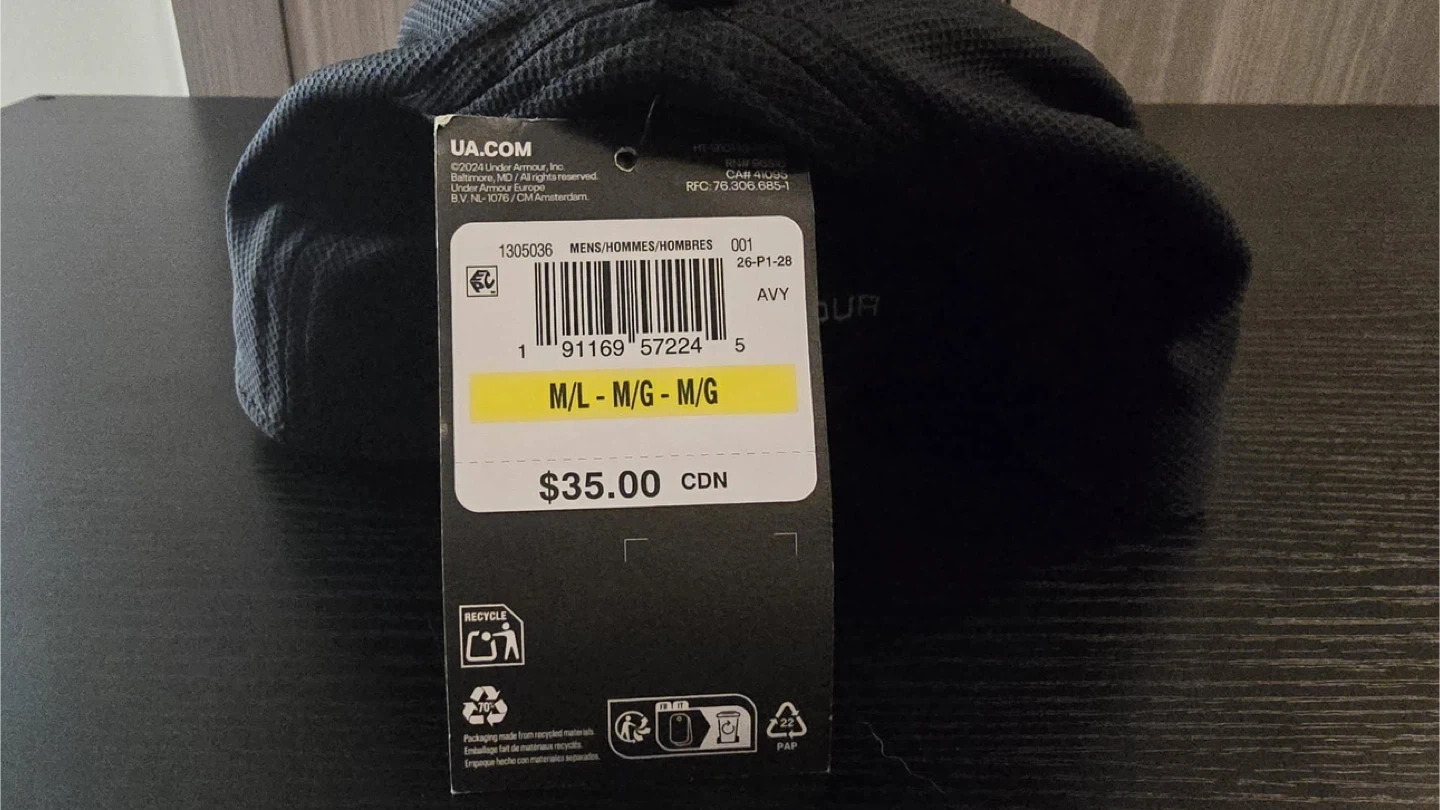 UA.COM
©2024 Under Armour, Inc.
Baltimore, MD / All rights reserved.
Under Armour Europe
B.V. NL-1076 / CM Amsterdam.
RN# 96510
CA# 41095
RFC: 76.306.685-1
1305036 MENS/HOMMES/HOMBRES 001
26-P1-28
EPC
AVY
1 91169 57224 5
M/L - M/G - M/G
$35.00 CDN
RECYCLE
70%
Packaging made from recycled materials.
Emballage fait de matériaux recyclés.
Empaque hecho con materiales separados.
FR IT
22
PAP